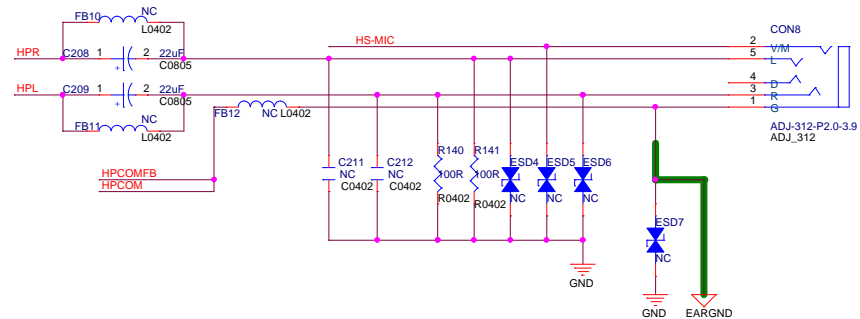 FB10
NC
L0402
HPR
C208
1
2
22uF
C0805
HPL
C209
1
2
22uF
C0805
FB11
NC
L0402
HPCOMFB
HPCOM
FB12
NC
L0402
HS-MIC
C211
NC
C0402
C212
NC
C0402
R140
100R
R0402
R141
100R
R0402
ESD4
NC
ESD5
NC
ESD6
NC
GND
ESD7
NC
GND
EARGND
CON8
2
V/M
5
L
4
D
3
R
1
G
ADJ-312-P2.0-3.9
ADJ_312